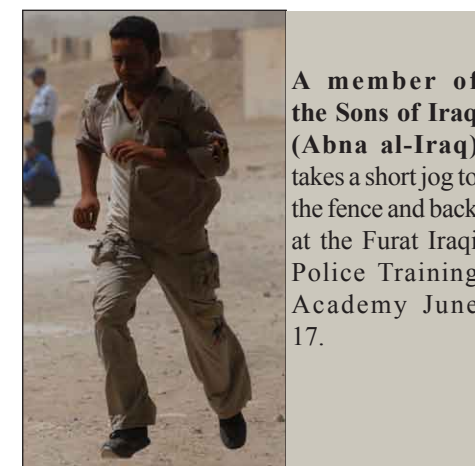 A member of
the Sons of Iraq
(Abna al-Iraq)
takes a short jog to
the fence and back
at the Furat Iraqi
Police Training
Academy June
17.